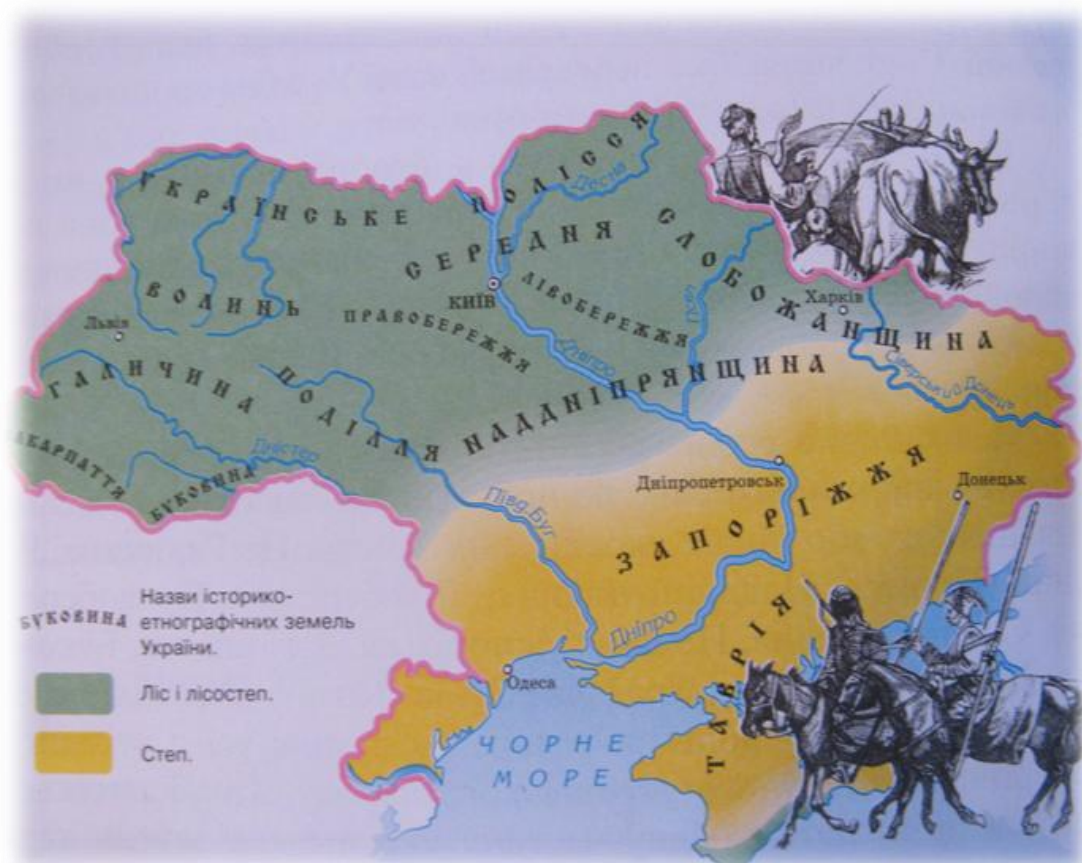 УКРАЇНСЬКЕ ПОЛІССЯ
Десна
СЕРЕДНЯ
СЛОБОЖАНЩИНА
ВОЛИНЬ
КИЇВ
ЛІВОБЕРЕЖЖЯ
Псел
Харків
Львів
ПРАВОБЕРЕЖЖЯ
Дніпро
ГАЛИЧИНА
ПОДІЛЛЯ
НАДДНІПРЯНЩИНА
Сіверський Донець
АКАРПАТТЯ
БУКОВИНА
Дністер
Півд. Буг
Дніпропетровськ
Донецьк
ЗАПОРІЖЖЯ
Дніпро
ТАВРІЯ
Одеса
ЧОРНЕ
МОРЕ
БУКОВИНА
Назви історико-
етнографічних земель
України.
Ліс і лісостеп.
Степ.